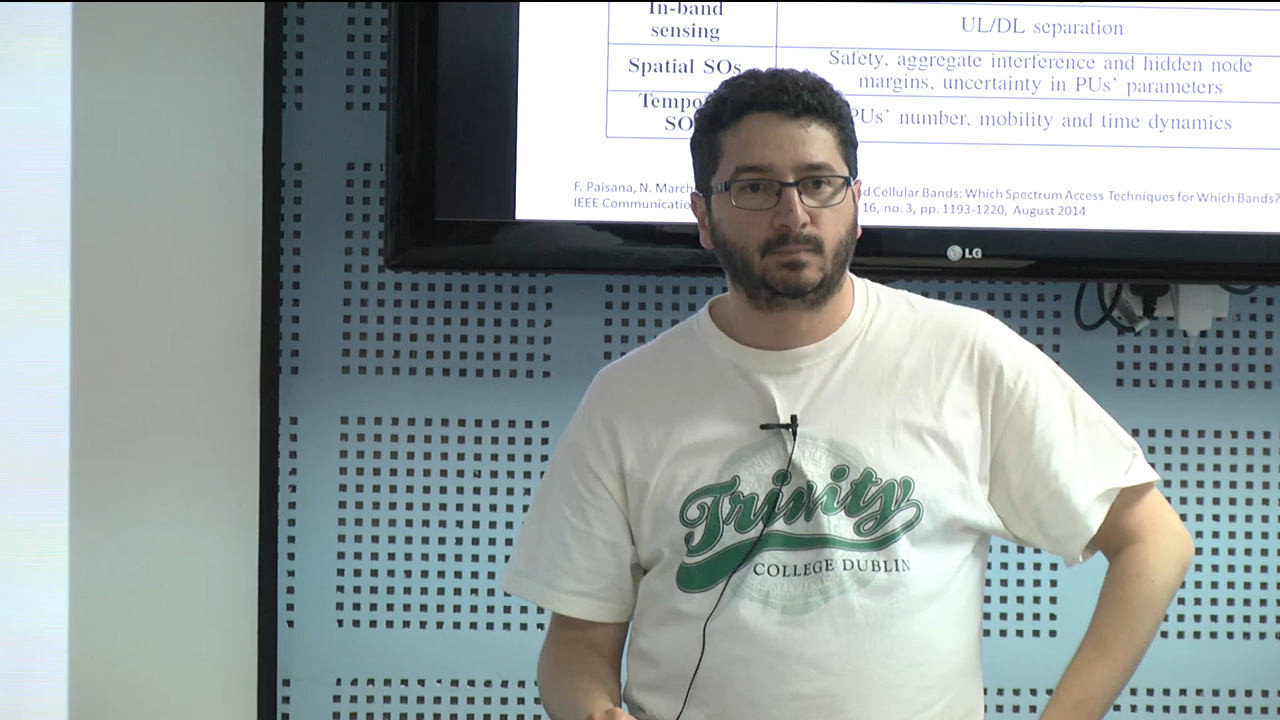 In-band
sensing
UL/DL separation
Spatial SOs
Safety, aggregate interference and hidden node
margins, uncertainty in PUs' parameters
PUs' number, mobility and time dynamics
F. Paisana, N.
d Cellular Bands: Which Spectrum Access Techniques for Which Bands?
IEEE
16, no. 3, pp. 1193-1220, August 2014
LG
Trinity
COLLEGE DUBLIN